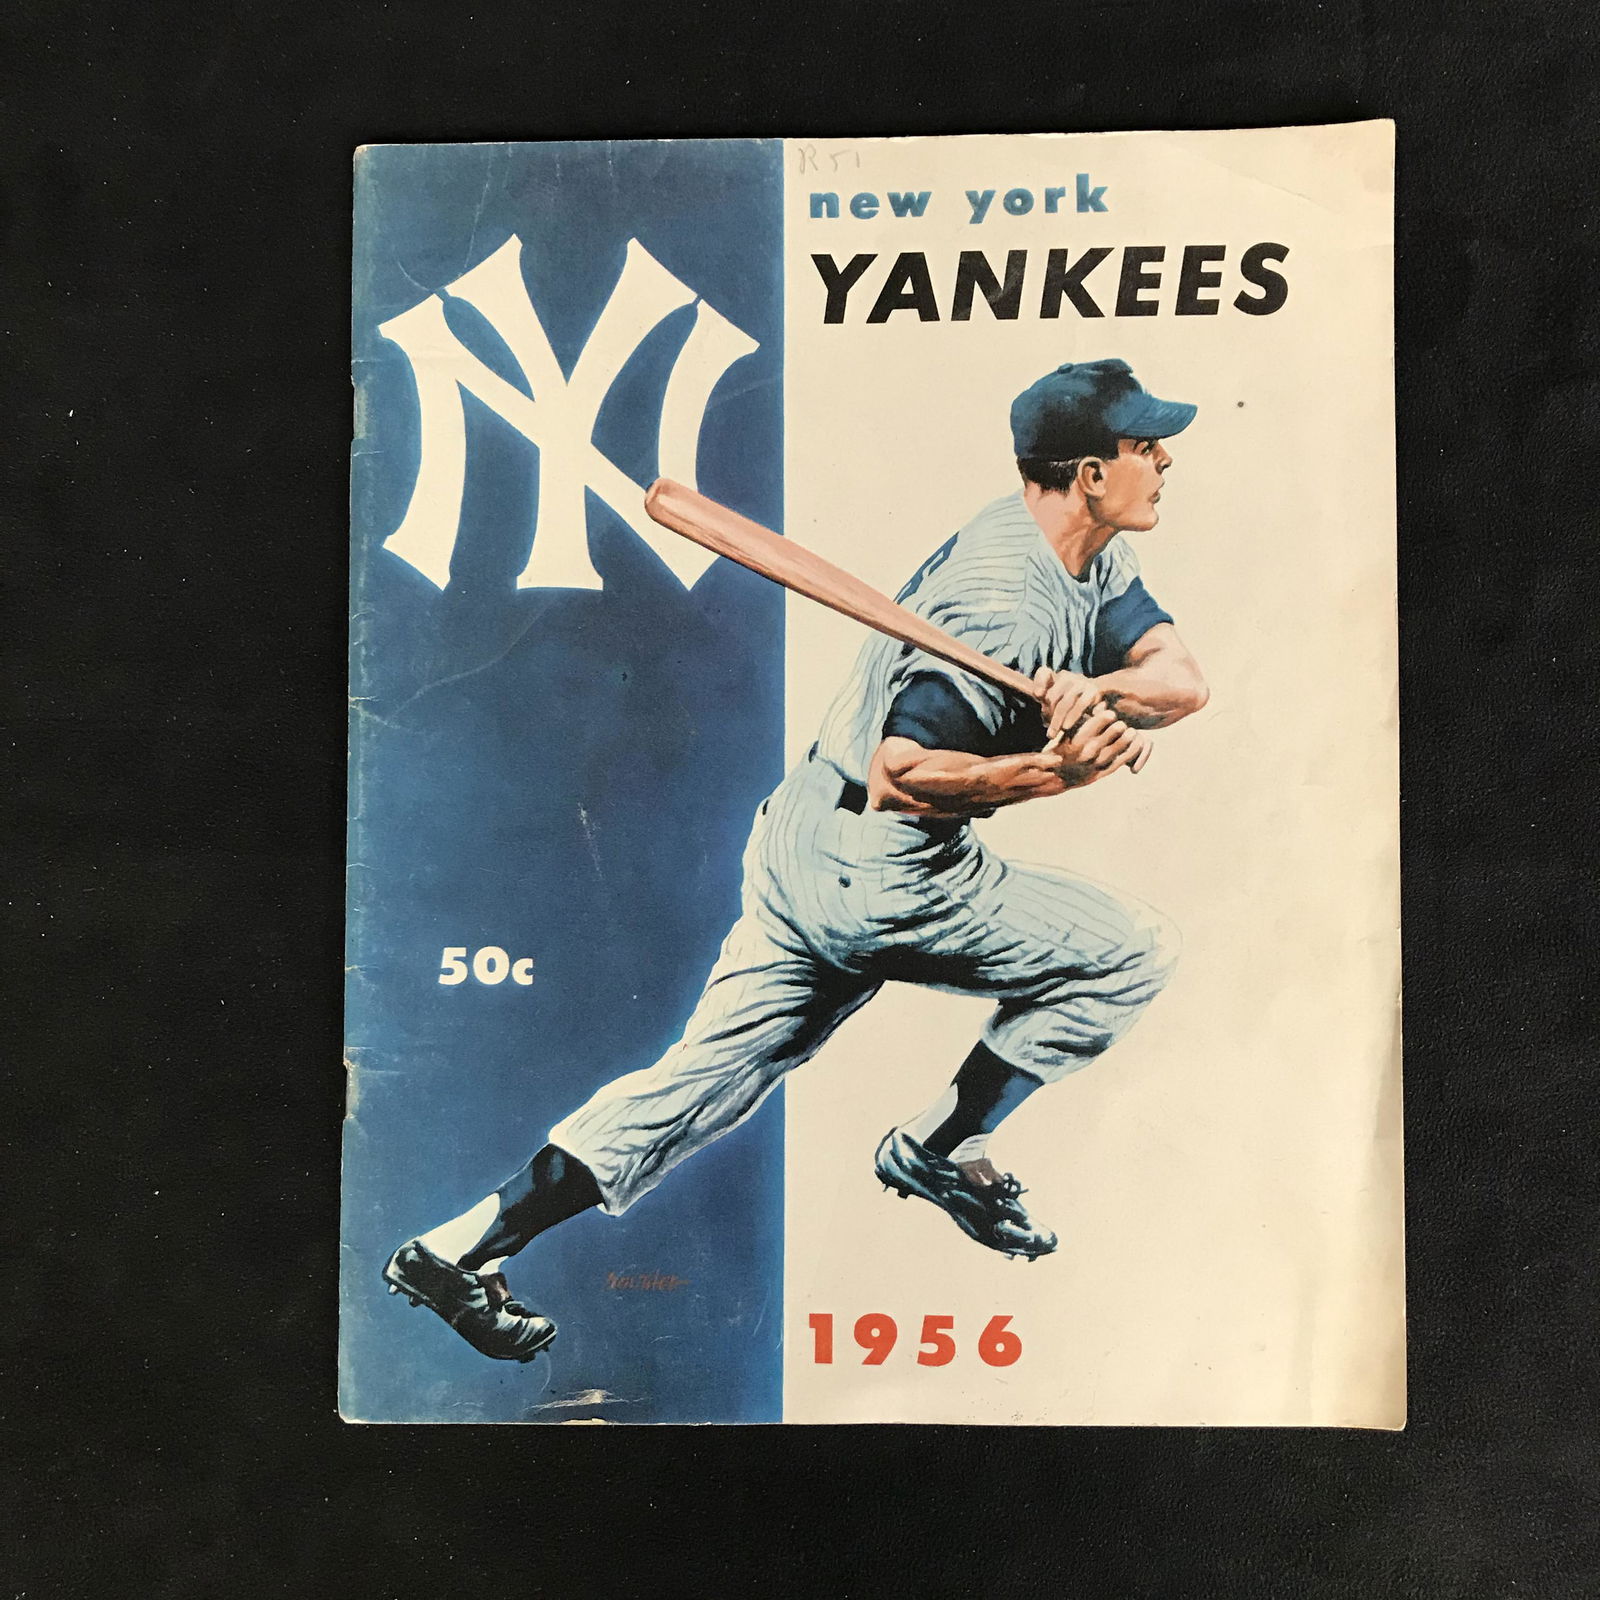 R51
NY
new york
YANKEES
50c
1956